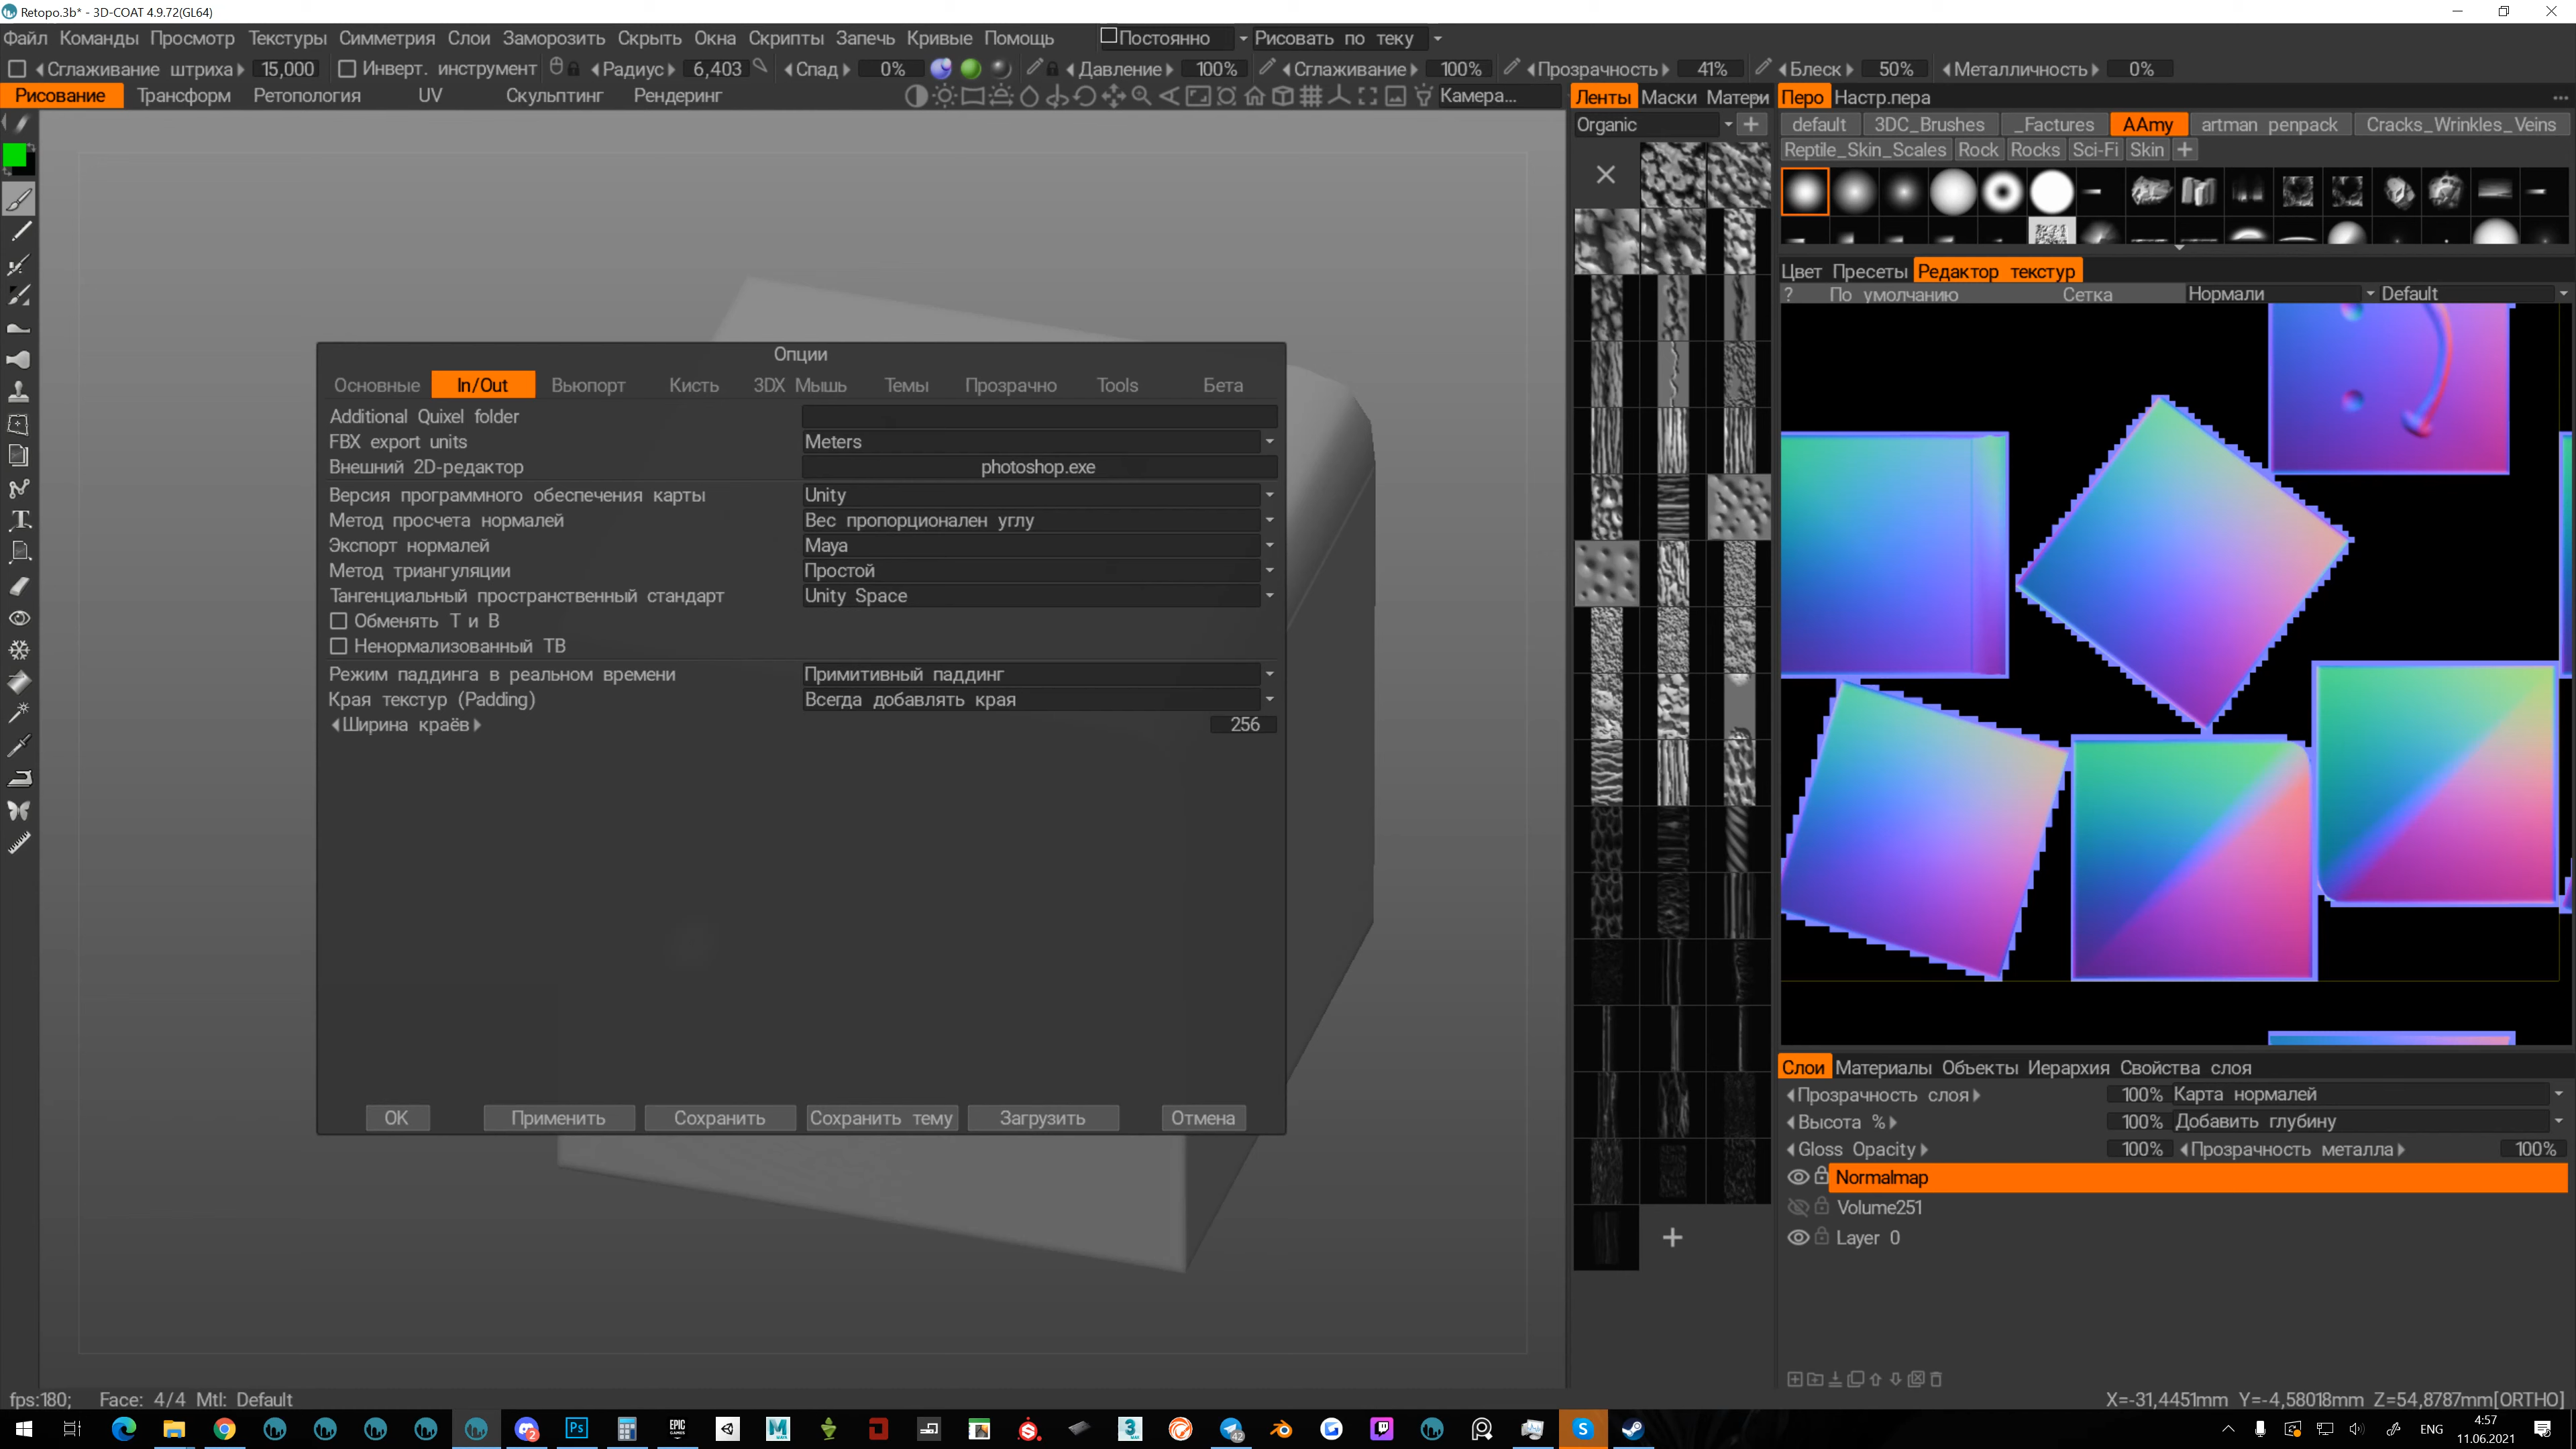 Retopo.3b* - 3D-COAT 4.9.72(GL64)
Файл Команды Просмотр Текстуры Симметрия Слои Заморозить Скрыть Окна Скрипты Запечь Кривые Помощь Постоянно Рисовать по теку
Сглаживание штриха 15,000 Инверт. инструмент Радиус 6,403 Спад 0% Давление 100% Сглаживание 100% Прозрачность 41% Блеск 50% Металличность 0%
Рисование Трансформ Ретопология UV Скульптинг Рендеринг Камера...
Ленты Маски Матери
Organic
Перо Настр.пера
default 3DC_Brushes _Factures AAmy artman penpack Cracks_Wrinkles_Veins
Reptile_Skin_Scales Rock Rocks Sci-Fi Skin +
Цвет Пресеты Редактор текстур
? По умолчанию Сетка Нормали Default
Опции
Основные In/Out Вьюпорт Кисть 3DX Мышь Темы Прозрачно Tools Бета
Additional Quixel folder
FBX export units Meters
Внешний 2D-редактор photoshop.exe
Версия программного обеспечения карты Unity
Метод просчета нормалей Вес пропорционален углу
Экспорт нормалей Maya
Метод триангуляции Простой
Тангенциальный пространственный стандарт Unity Space
Обменять Т и В
Ненормализованный ТВ
Режим паддинга в реальном времени Примитивный паддинг
Края текстур (Padding) Всегда добавлять края
Ширина краёв 256
OK Применить Сохранить Сохранить тему Загрузить Отмена
Слои Материалы Объекты Иерархия Свойства слоя
Прозрачность слоя 100% Карта нормалей
Высота % 100% Добавить глубину
Gloss Opacity 100% Прозрачность металла 100%
Normalmap
Volume251
Layer 0
fps:180; Face: 4/4 Mtl: Default
X=-31,4451mm Y=-4,58018mm Z=54,8787mm[ORTHO]
2 Ps EPIC GAMES M 3 42 S
ENG
4:57
11.06.2021